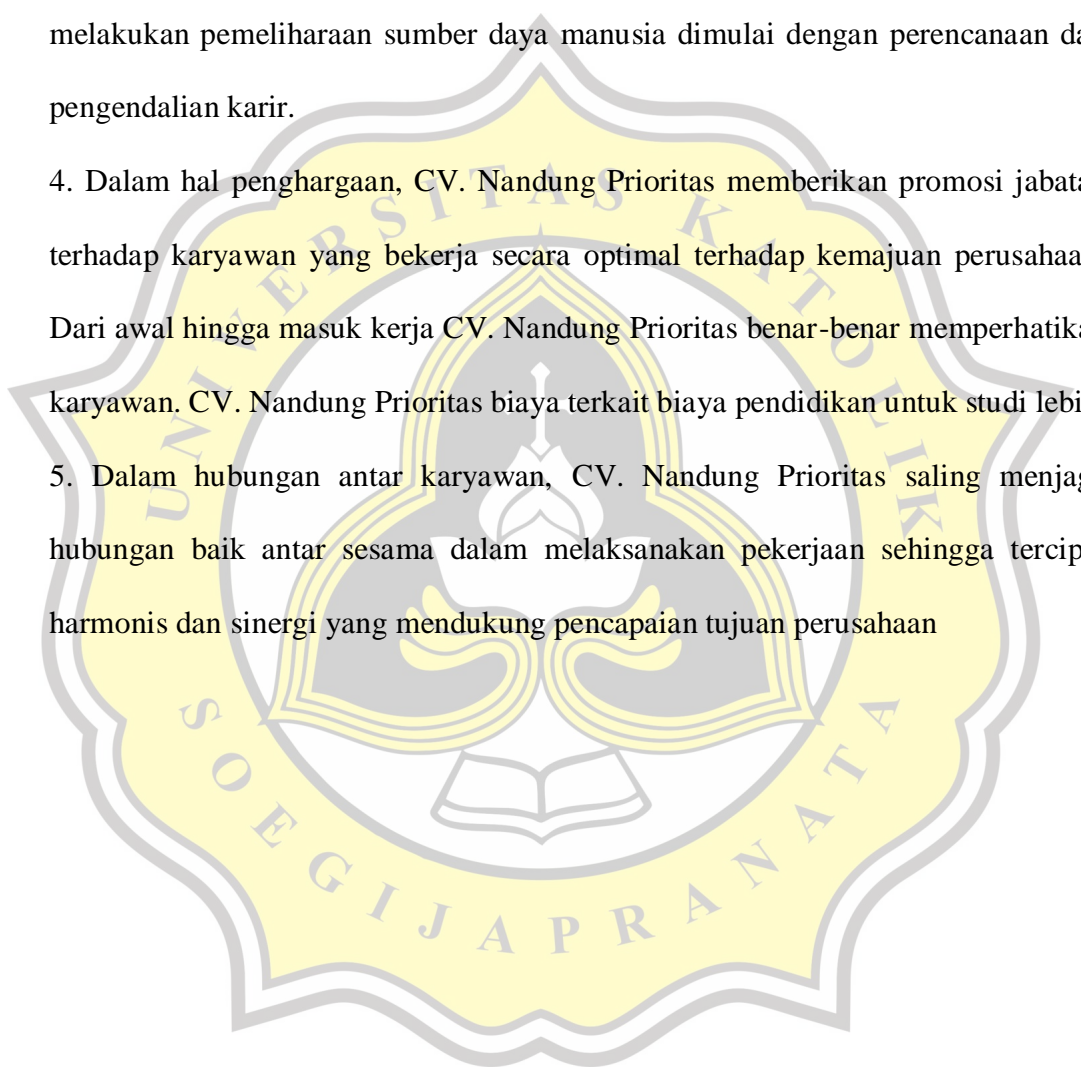 melakukan pemeliharaan sumber daya manusia dimulai dengan perencanaan da
pengendalian karir.
4. Dalam hal penghargaan, CV. Nandung Prioritas memberikan promosi jabata
terhadap karyawan yang bekerja secara optimal terhadap kemajuan perusahaa
Dari awal hingga masuk kerja CV. Nandung Prioritas benar-benar memperhatika
karyawan. CV. Nandung Prioritas biaya terkait biaya pendidikan untuk studi lebi
5. Dalam hubungan antar karyawan, CV. Nandung Prioritas saling menjag
hubungan baik antar sesama dalam melaksanakan pekerjaan sehingga tercip
harmonis dan sinergi yang mendukung pencapaian tujuan perusahaan
UNIVERSITAS KATOLIK
SOEGIJAPRANATA